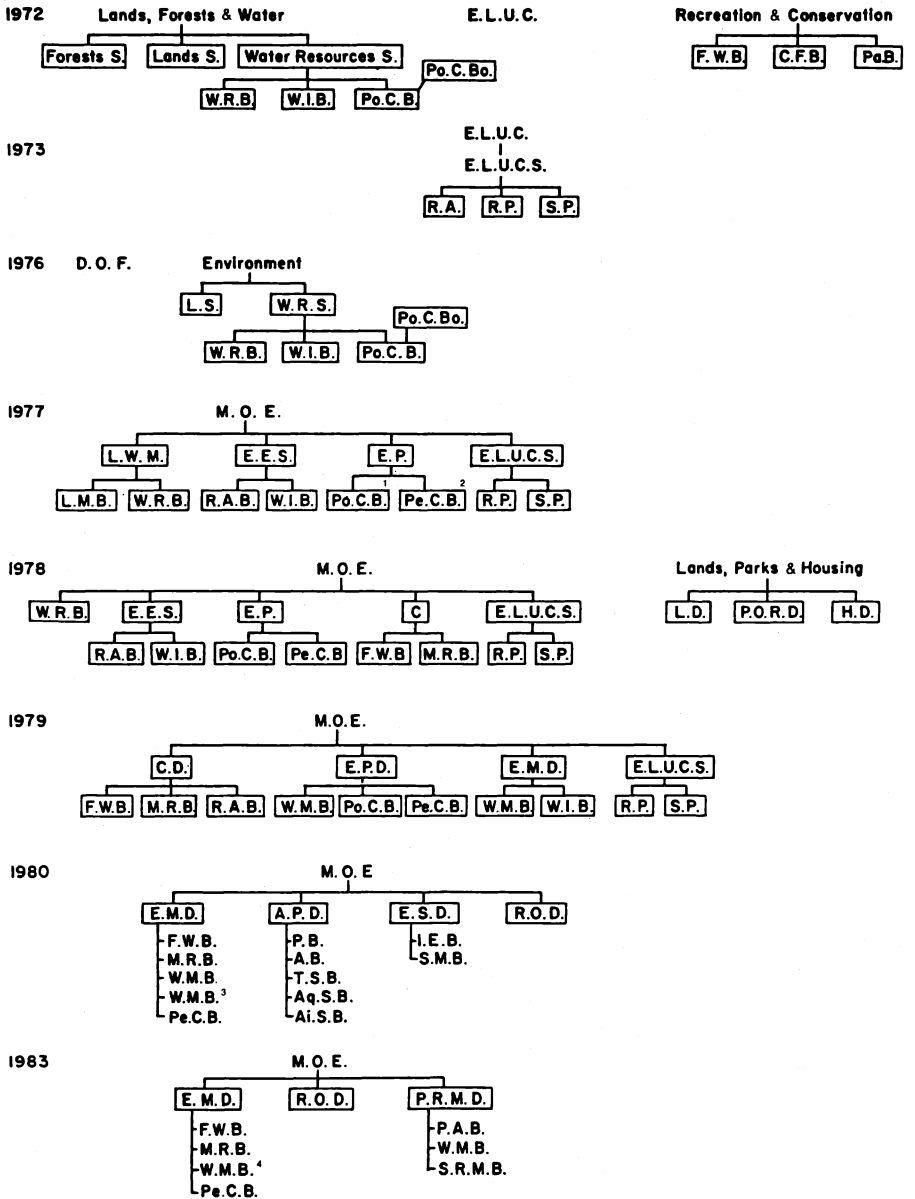 1972 Lands, Forests & Water E.L.U.C. Recreation & Conservation
Forests S. Lands S. Water Resources S. F.W.B. C.F.B. Pa.B.
Po.C.Bo.
W.R.B. W.I.B. Po.C.B.
E.L.U.C.
1973
E.L.U.C.S.
R.A. R.P. S.P.
1976 D.O.F. Environment
L.S. W.R.S.
Po.C.Bo.
W.R.B. W.I.B. Po.C.B.
1977 M.O.E.
L.W.M. E.E.S. E.P. E.L.U.C.S.
L.M.B. W.R.B. R.A.B. W.I.B. Po.C.B.¹ Pe.C.B.² R.P. S.P.
1978 M.O.E. Lands, Parks & Housing
W.R.B. E.E.S. E.P. C E.L.U.C.S. L.D. P.O.R.D. H.D.
R.A.B. W.I.B. Po.C.B. Pe.C.B F.W.B M.R.B. R.P. S.P.
1979 M.O.E.
C.D. E.P.D. E.M.D. E.L.U.C.S.
F.W.B. M.R.B. R.A.B. W.M.B. Po.C.B. Pe.C.B. W.M.B. W.I.B. R.P. S.P.
1980 M.O.E
E.M.D. A.P.D. E.S.D. R.O.D.
F.W.B. P.B. I.E.B.
M.R.B. A.B. S.M.B.
W.M.B. T.S.B.
W.M.B.³ Aq.S.B.
Pe.C.B. Ai.S.B.
1983 M.O.E.
E.M.D. R.O.D. P.R.M.D.
F.W.B. P.A.B.
M.R.B. W.M.B.
W.M.B.⁴ S.R.M.B.
Pe.C.B.